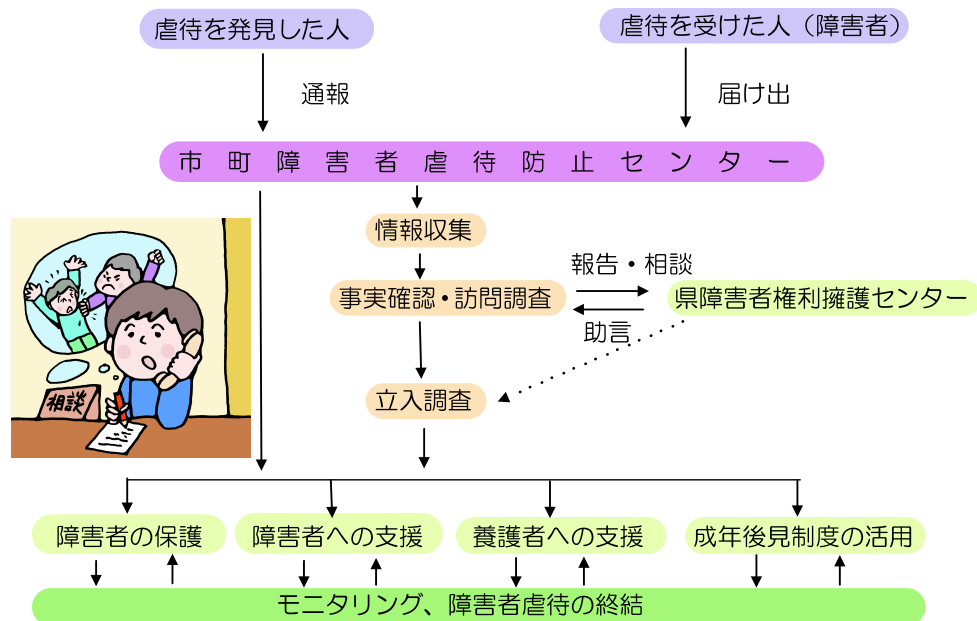 虐待を発見した人
虐待を受けた人（障害者）
通報
届け出
市町障害者虐待防止センター
情報収集
報告・相談
事実確認・訪問調査
県障害者権利擁護センター
助言
立入調査
相談
障害者の保護
障害者への支援
養護者への支援
成年後見制度の活用
モニタリング、障害者虐待の終結